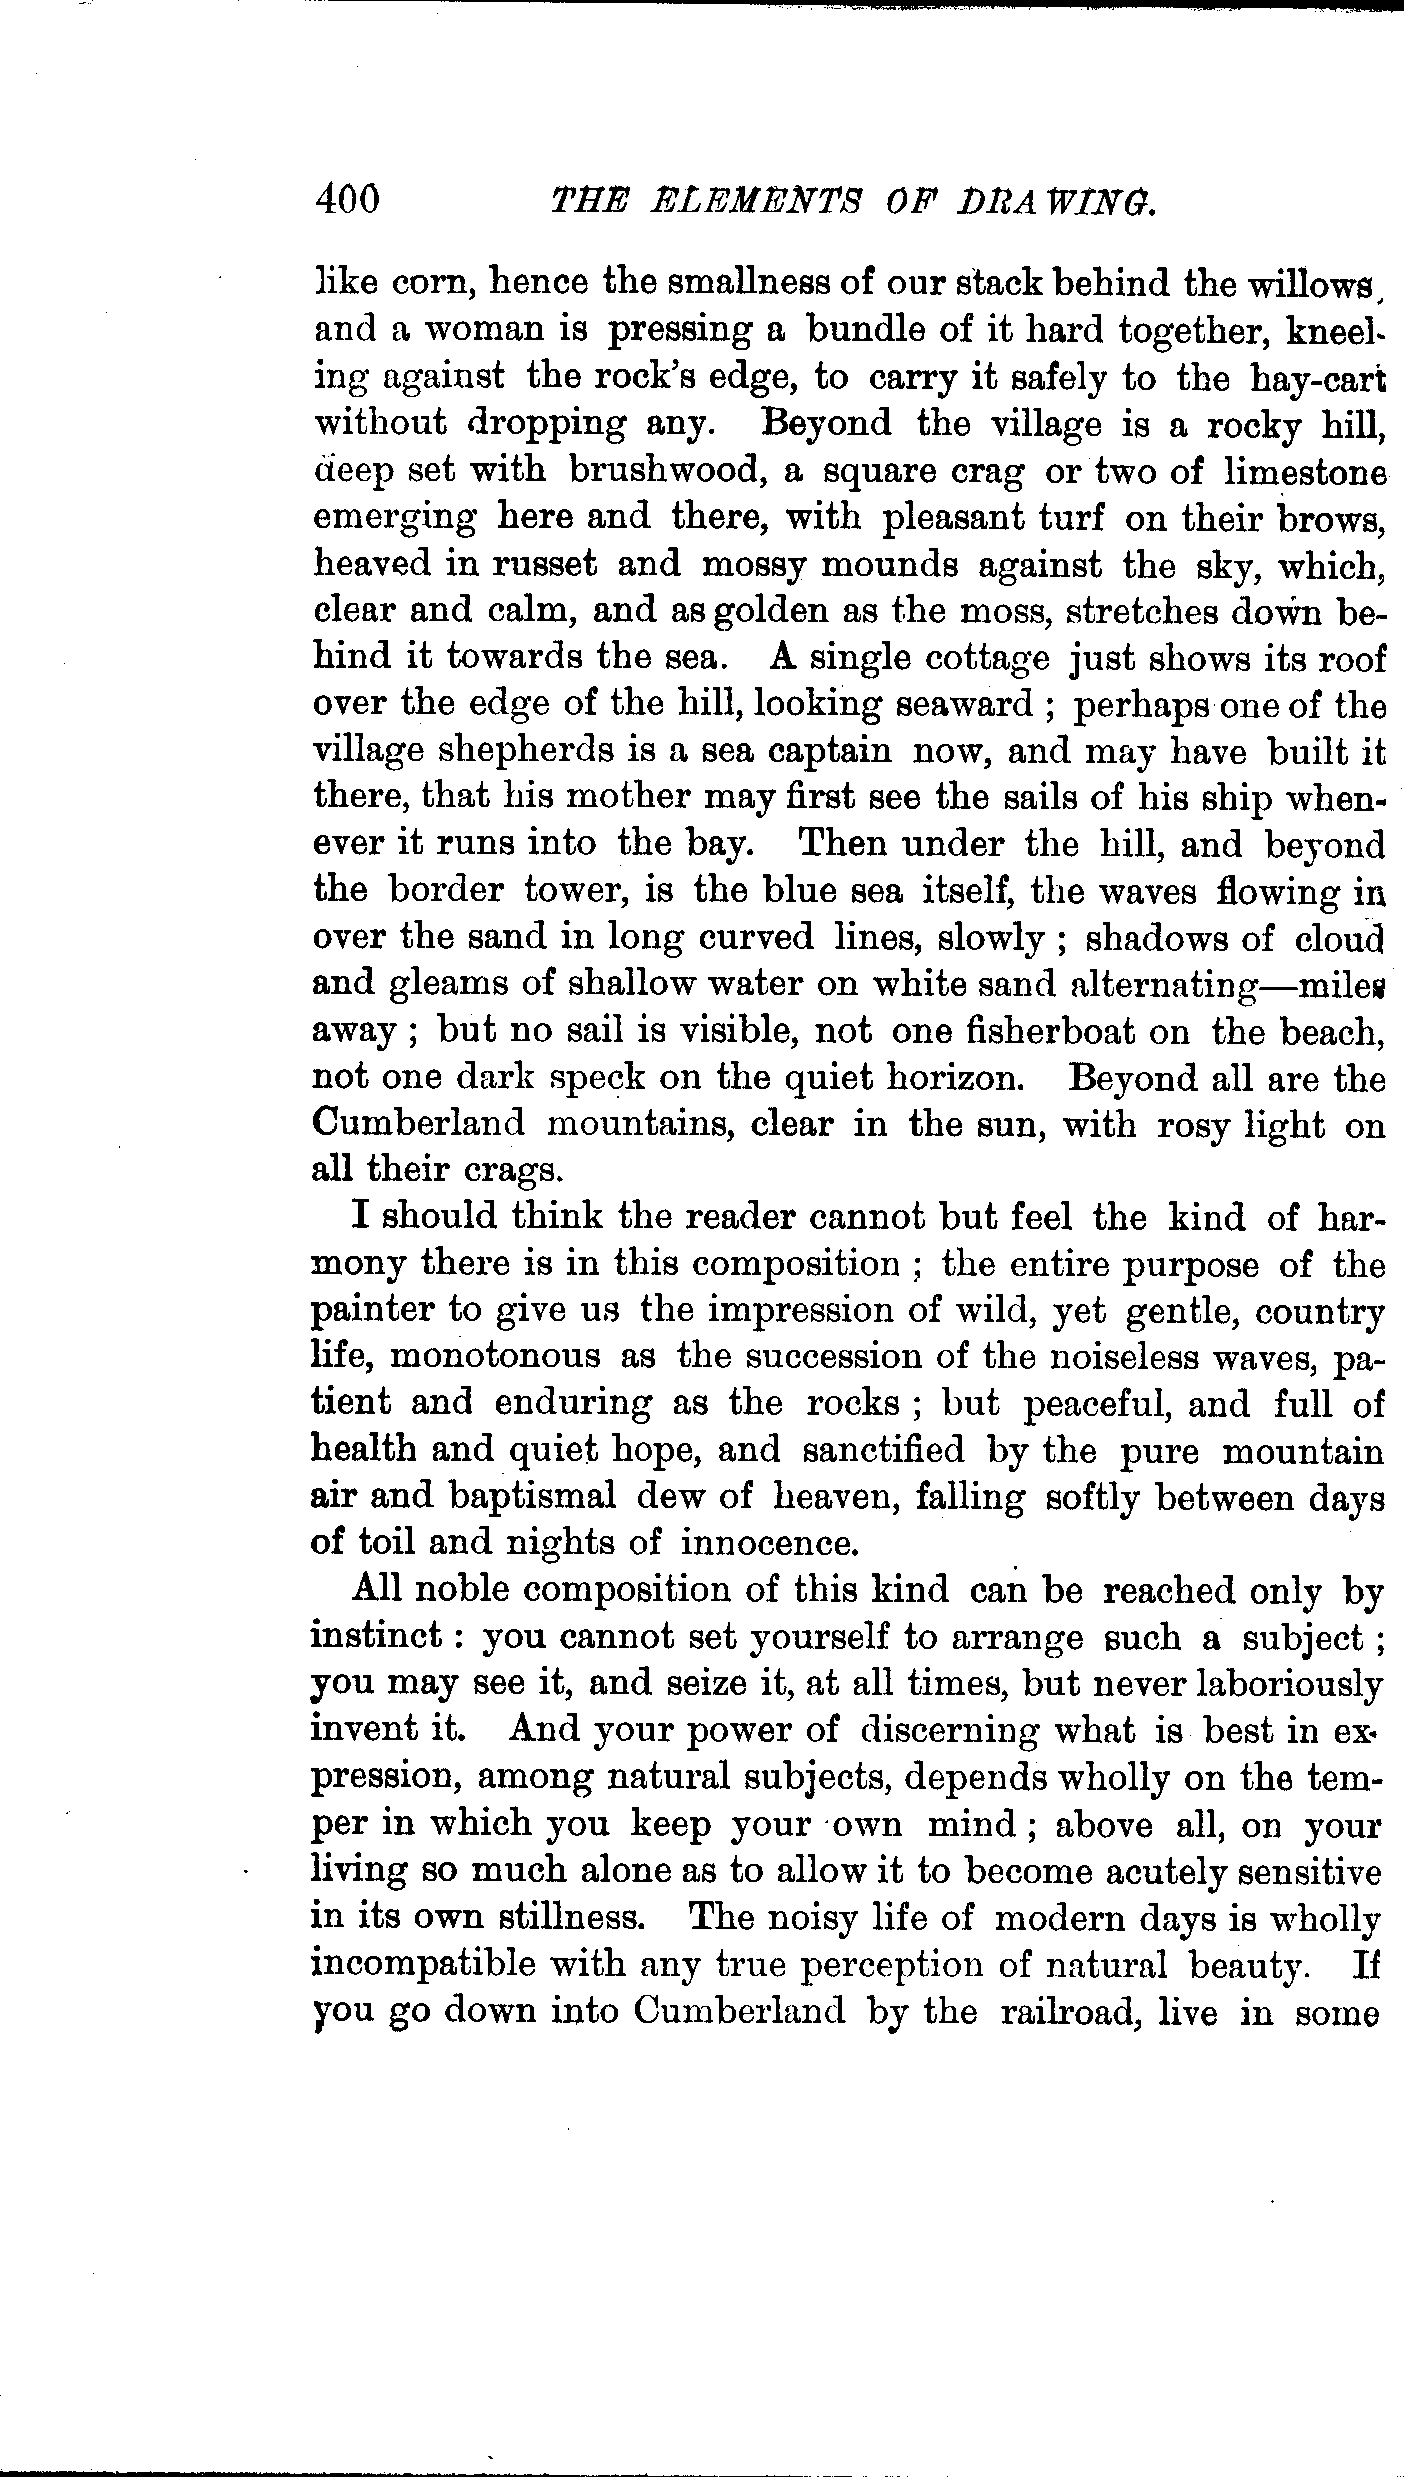 400 THE ELEMENTS OF DRAWING.
like corn, hence the smallness of our stack behind the willows,
and a woman is pressing a bundle of it hard together, kneel-
ing against the rock's edge, to carry it safely to the hay-cart
without dropping any. Beyond the village is a rocky hill,
deep set with brushwood, a square crag or two of limestone
emerging here and there, with pleasant turf on their brows,
heaved in russet and mossy mounds against the sky, which,
clear and calm, and as golden as the moss, stretches down be-
hind it towards the sea. A single cottage just shows its roof
over the edge of the hill, looking seaward ; perhaps one of the
village shepherds is a sea captain now, and may have built it
there, that his mother may first see the sails of his ship when-
ever it runs into the bay. Then under the hill, and beyond
the border tower, is the blue sea itself, the waves flowing in
over the sand in long curved lines, slowly ; shadows of cloud
and gleams of shallow water on white sand alternating—miles
away ; but no sail is visible, not one fisherboat on the beach,
not one dark speck on the quiet horizon. Beyond all are the
Cumberland mountains, clear in the sun, with rosy light on
all their crags.
I should think the reader cannot but feel the kind of har-
mony there is in this composition ; the entire purpose of the
painter to give us the impression of wild, yet gentle, country
life, monotonous as the succession of the noiseless waves, pa-
tient and enduring as the rocks ; but peaceful, and full of
health and quiet hope, and sanctified by the pure mountain
air and baptismal dew of heaven, falling softly between days
of toil and nights of innocence.
All noble composition of this kind can be reached only by
instinct : you cannot set yourself to arrange such a subject ;
you may see it, and seize it, at all times, but never laboriously
invent it. And your power of discerning what is best in ex-
pression, among natural subjects, depends wholly on the tem-
per in which you keep your own mind ; above all, on your
living so much alone as to allow it to become acutely sensitive
in its own stillness. The noisy life of modern days is wholly
incompatible with any true perception of natural beauty. If
you go down into Cumberland by the railroad, live in some